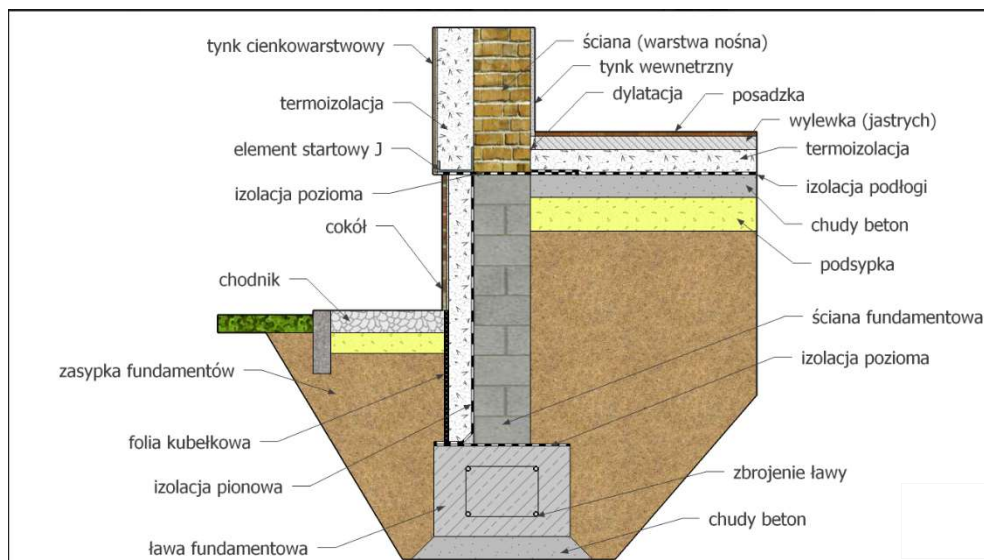 tynk cienkowarstwowy
termoizolacja
element startowy J
izolacja pozioma
cokół
chodnik
zasypka fundamentów
folia kubełkowa
izolacja pionowa
ława fundamentowa
ściana (warstwa nośna)
tynk wewnetrzny
dylatacja
posadzka
wylewka (jastrych)
termoizolacja
izolacja podłogi
chudy beton
podsypka
ściana fundamentowa
izolacja pozioma
zbrojenie ławy
chudy beton